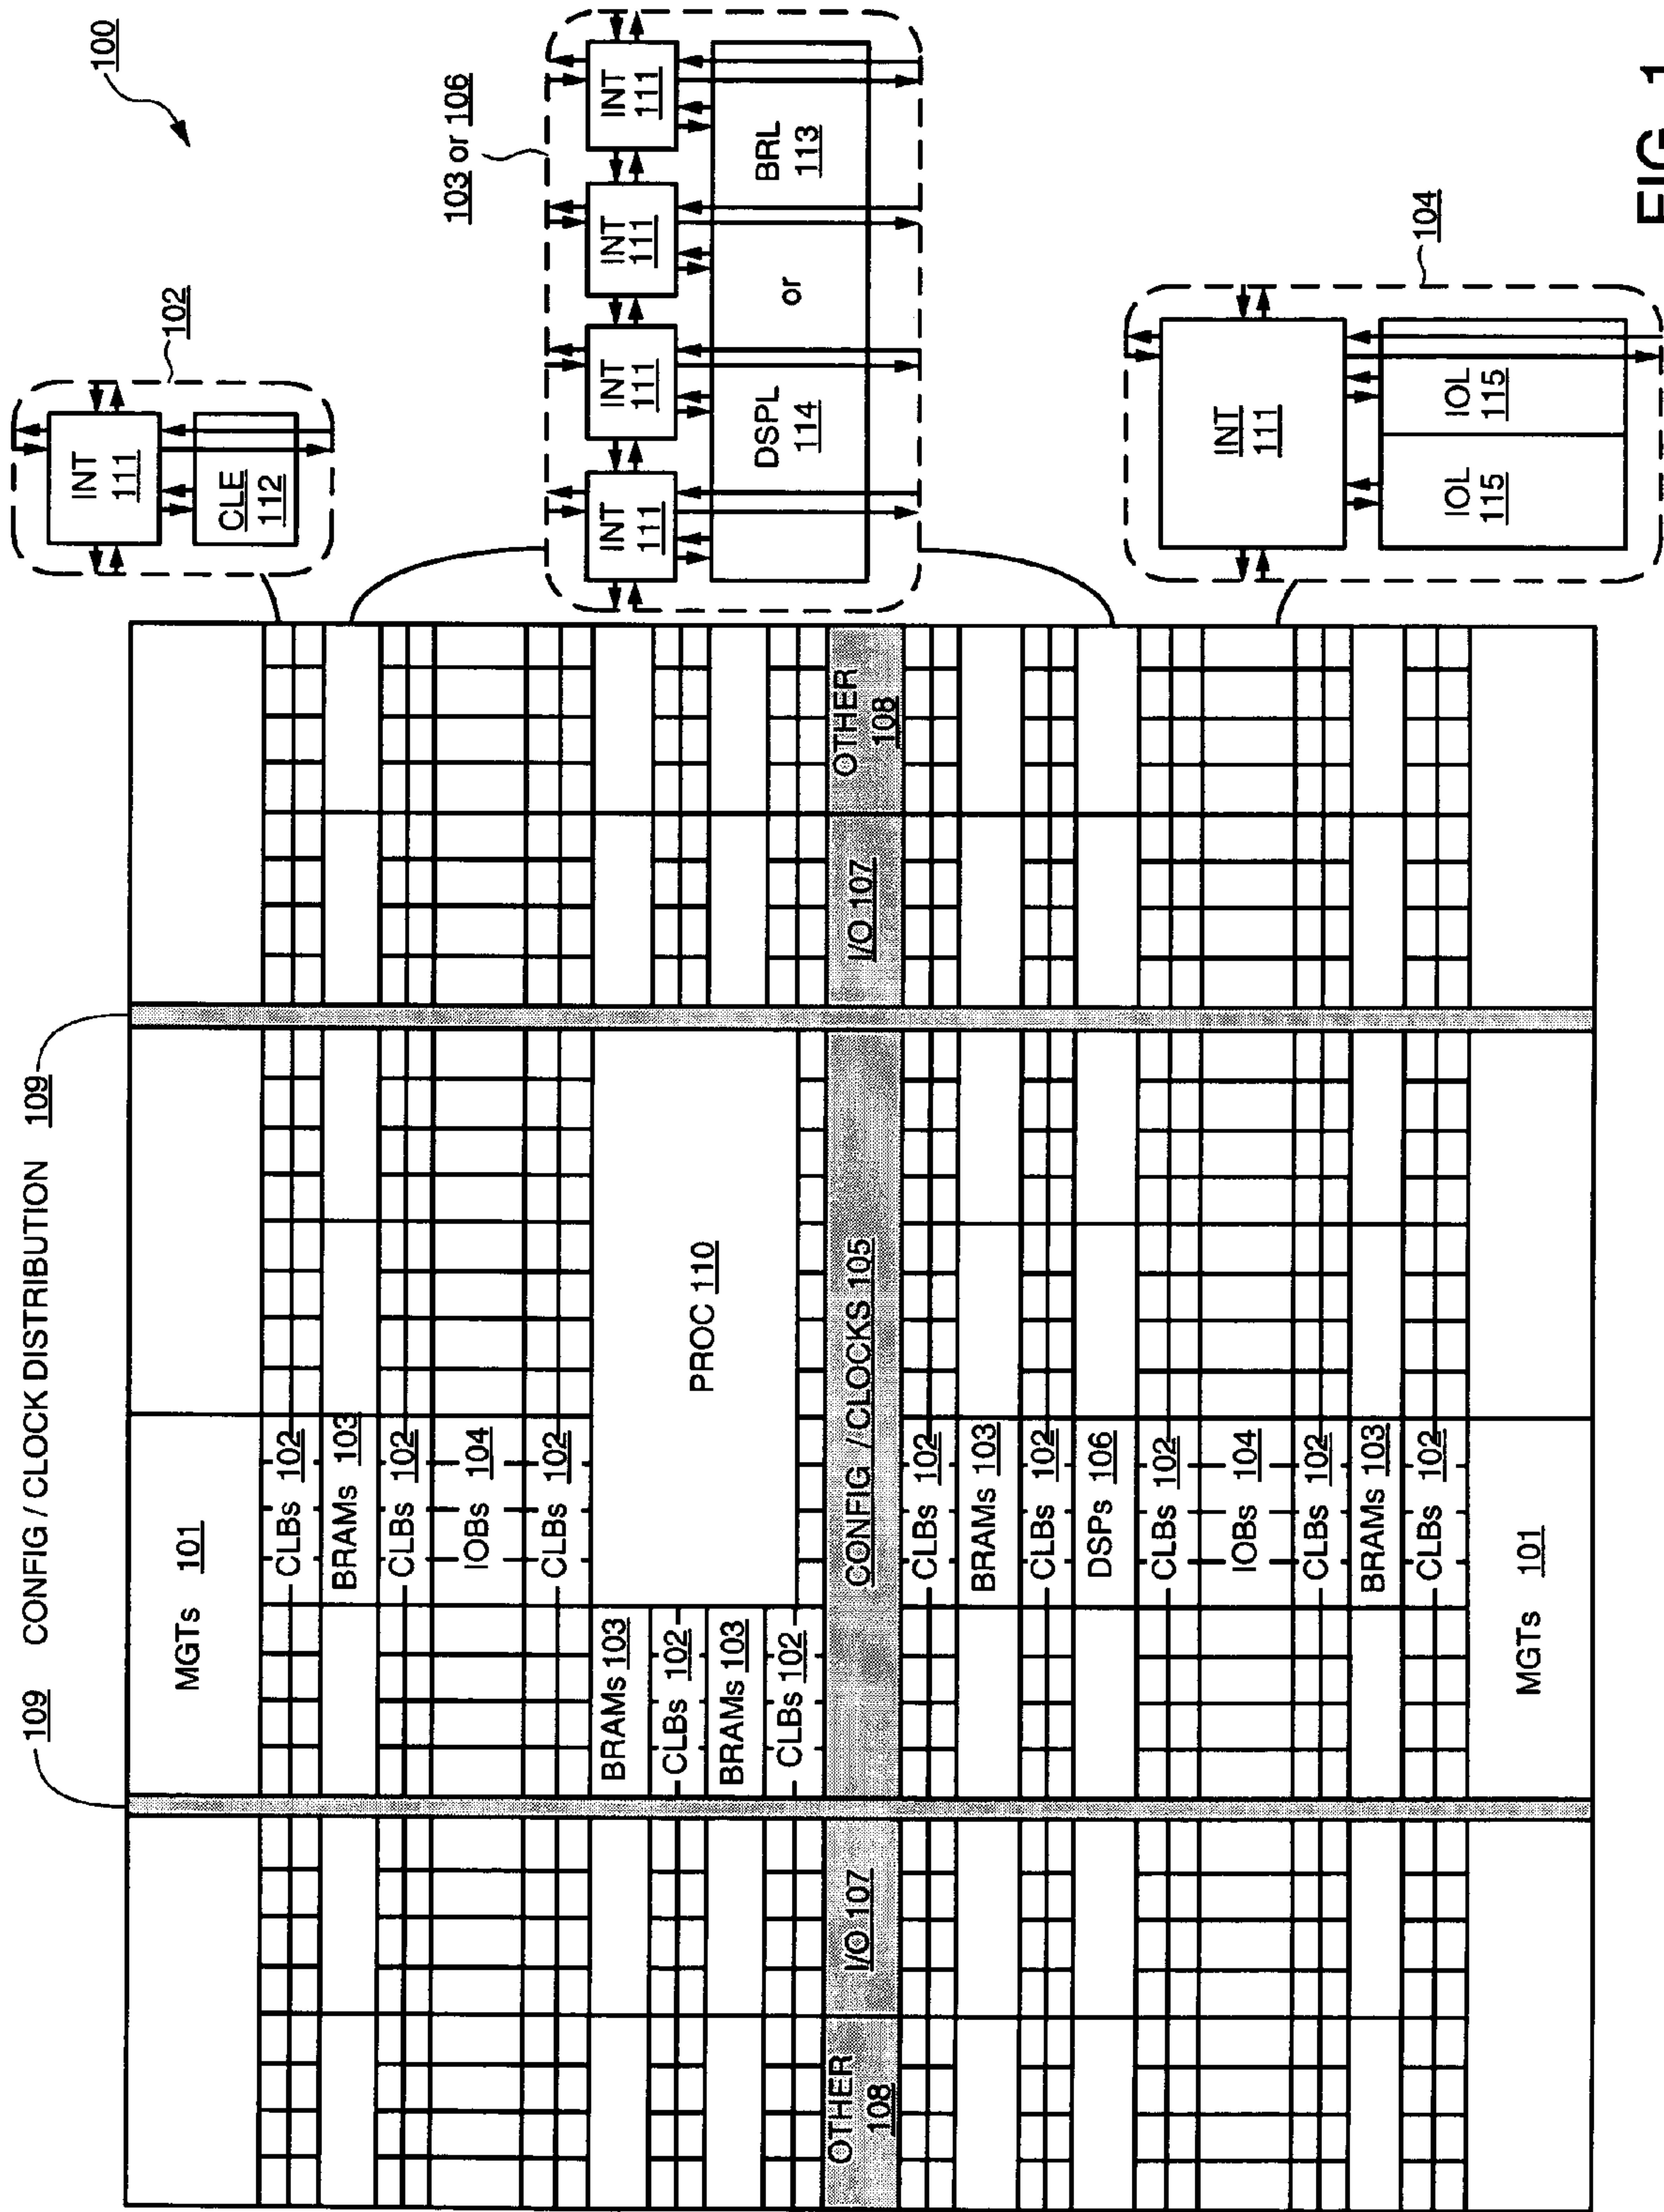 109 CONFIG / CLOCK DISTRIBUTION 109
100
MGTs 101
CLBs 102
BRAMs 103
CLBs 102
IOBs 104
CLBs 102
BRAMs 103
CLBs 102
BRAMs 103
CLBs 102
PROC 110
OTHER
108
I/O 107
CONFIG / CLOCKS 105
I/O 107
OTHER
108
CLBs 102
BRAMs 103
CLBs 102
DSPs 106
CLBs 102
IOBs 104
CLBs 102
BRAMs 103
CLBs 102
MGTs 101
102
INT
111
CLE
112
103 or 106
INT
111
INT
111
INT
111
INT
111
DSPL
114
or
BRL
113
104
INT
111
IOL
115
IOL
115
FIG. 1